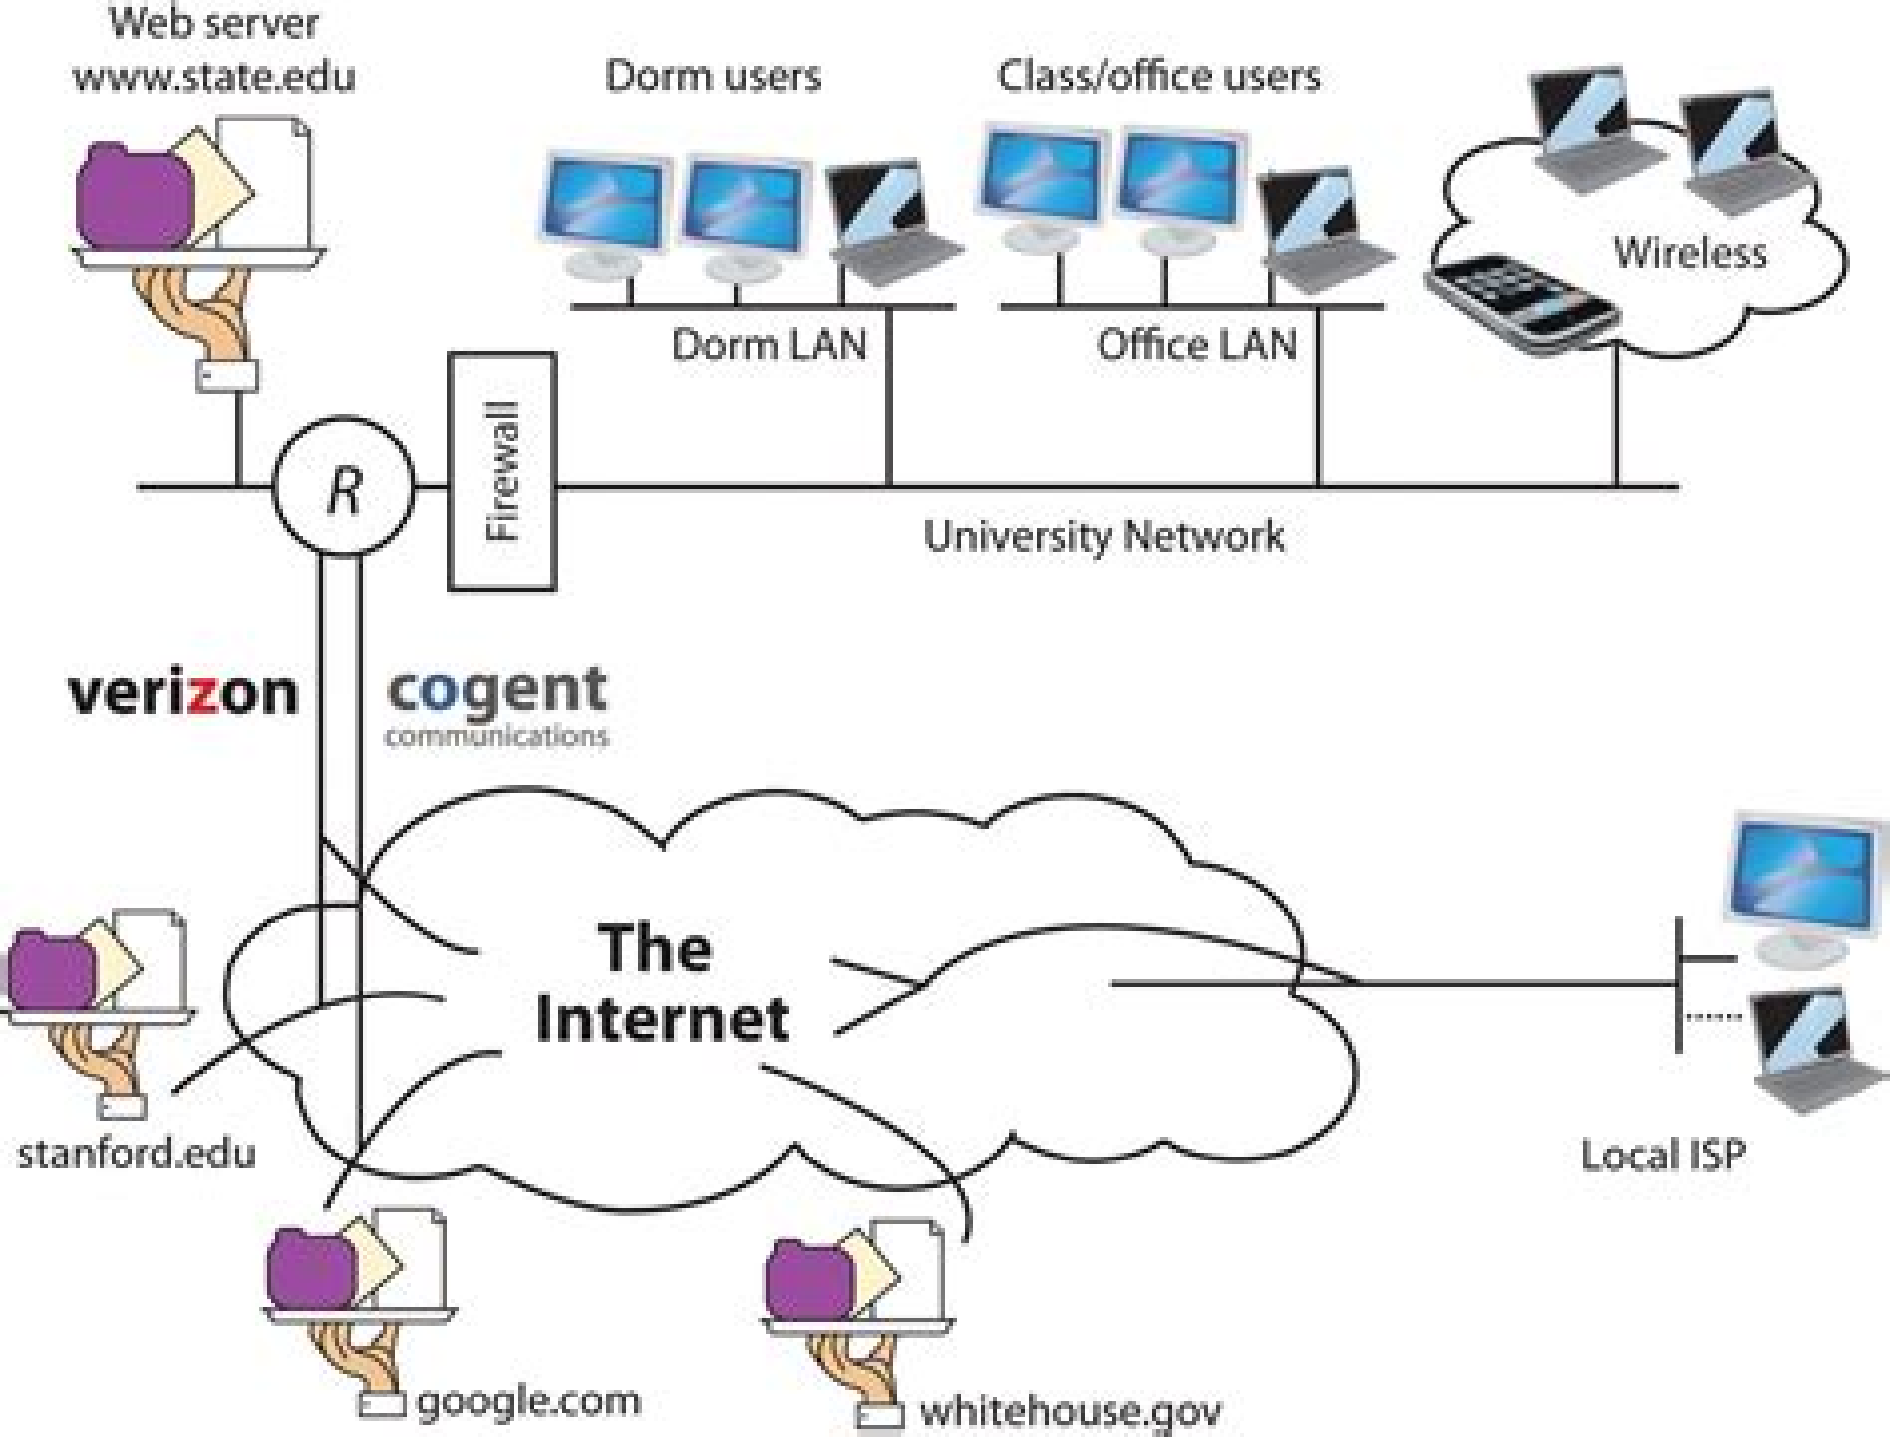 Web server
www.state.edu
Dorm users
Class/office users
Wireless
Dorm LAN
Office LAN
R
Firewall
University Network
verizon
cogent
communications
The
Internet
stanford.edu
Local ISP
google.com
whitehouse.gov